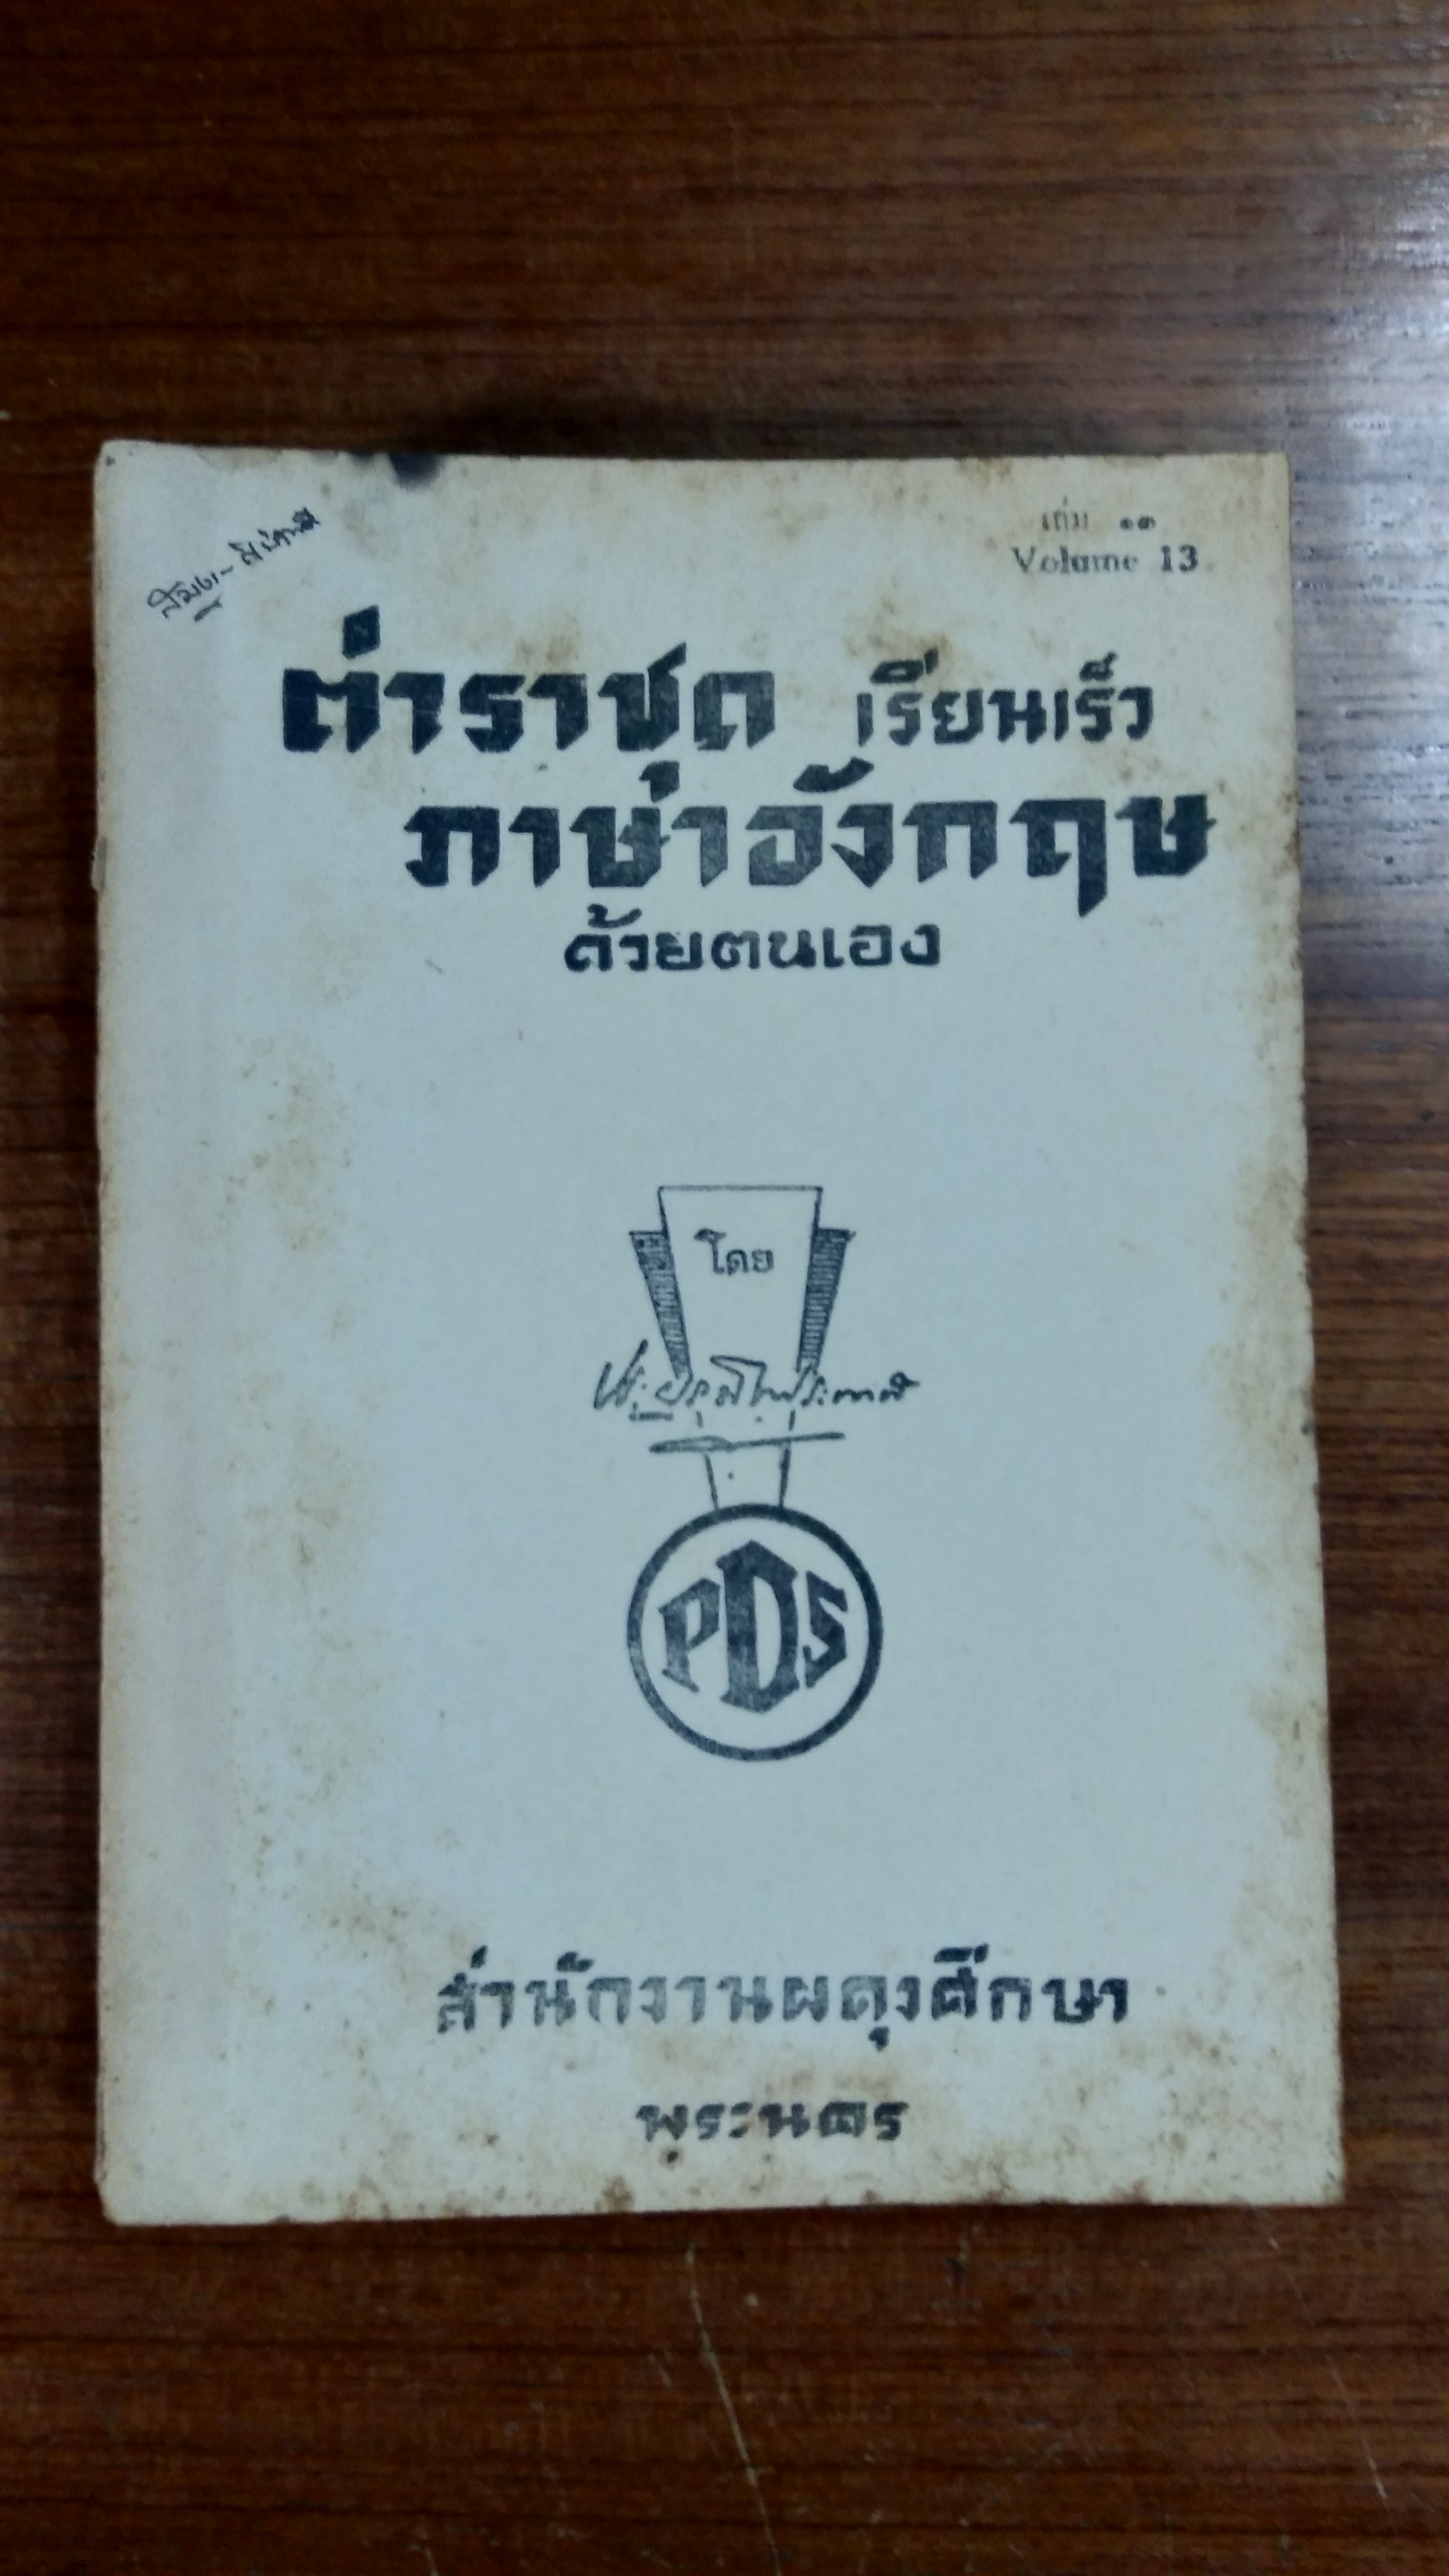 เล่ม ๑๓
Volume 13
ตำราชุด เรียนเร็ว
ภาษาอังกฤษ
ด้วยตนเอง
โดย
PDS
สำนักงานผดุงศึกษา
พระนคร